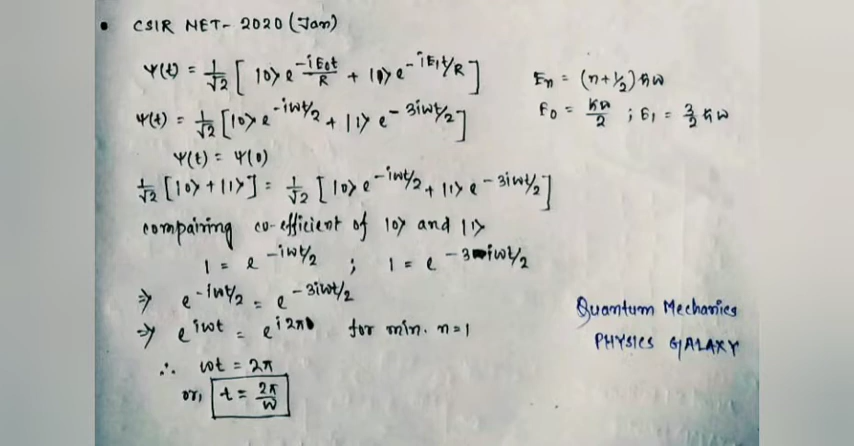 • CSIR NET- 2020 (Jan)
Ψ(t) = 1/√2 [ |0> e^-iE₀t/ħ + |1> e^-iE₁t/ħ ]
Eₙ = (n+1/2) ħω
Ψ(t) = 1/√2 [|0> e^-iωt/2 + |1> e^-3iωt/2]
E₀ = ħω/2 ; E₁ = 3/2 ħω
Ψ(t) = Ψ(0)
1/√2 [|0> + |1>] = 1/√2 [|0> e^-iωt/2 + |1> e^-3iωt/2]
compairing co-efficient of |0> and |1>
1 = e^-iωt/2 ; 1 = e^-3iωt/2
⇒ e^-iωt/2 = e^-3iωt/2
⇒ e^iωt = e^i2πn for min. n=1
∴ ωt = 2π
or, t = 2π/ω
Quantum Mechanics
PHYSICS GALAXY